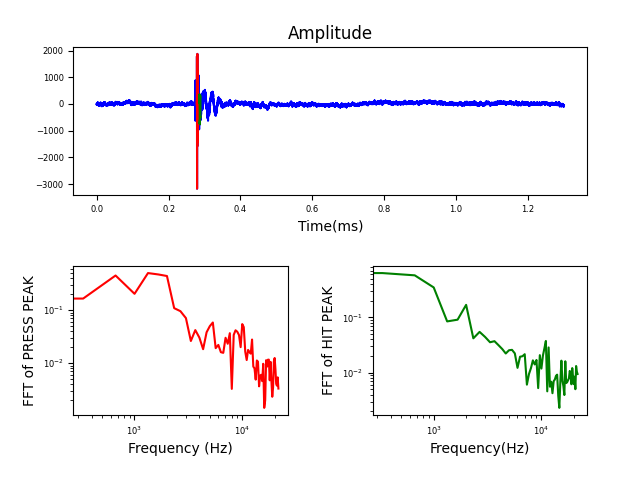 Amplitude
2000
1000
0
−1000
−2000
−3000
0.0 0.2 0.4 0.6 0.8 1.0 1.2
Time(ms)
FFT of PRESS PEAK
10⁻¹
10⁻²
10³ 10⁴
Frequency (Hz)
FFT of HIT PEAK
10⁻¹
10⁻²
10³ 10⁴
Frequency(Hz)